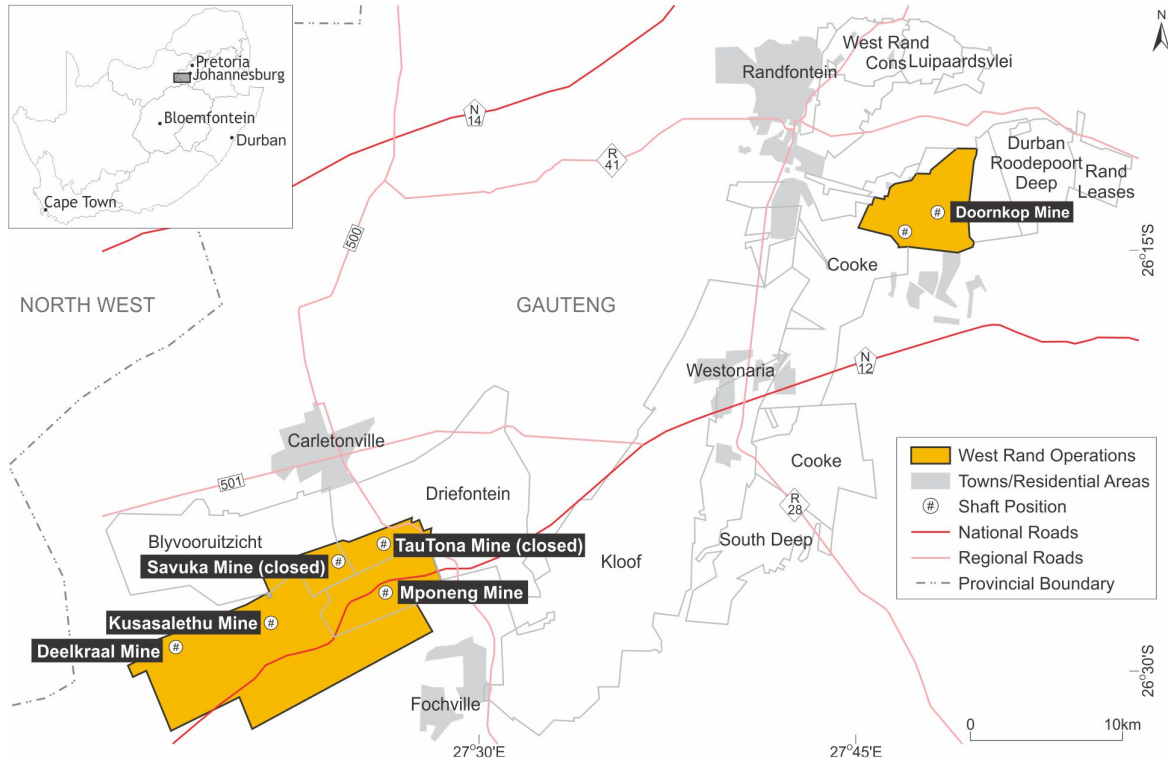 Pretoria
Johannesburg
Bloemfontein
Durban
Cape Town
N
N
14
R
41
500
Randfontein
West Rand
Cons
Luipaardsvlei
Durban
Roodepoort
Deep
Rand
Leases
#
Doornkop Mine
#
Cooke
26°15'S
NORTH WEST
GAUTENG
N
12
Westonaria
Carletonville
501
Driefontein
Cooke
R
28
South Deep
Kloof
Blyvooruitzicht
#
TauTona Mine (closed)
Savuka Mine (closed)
#
#
Mponeng Mine
Kusasalethu Mine
#
Deelkraal Mine
#
Fochville
West Rand Operations
Towns/Residential Areas
#
Shaft Position
National Roads
Regional Roads
Provincial Boundary
26°30'S
0
10km
27°30'E
27°45'E